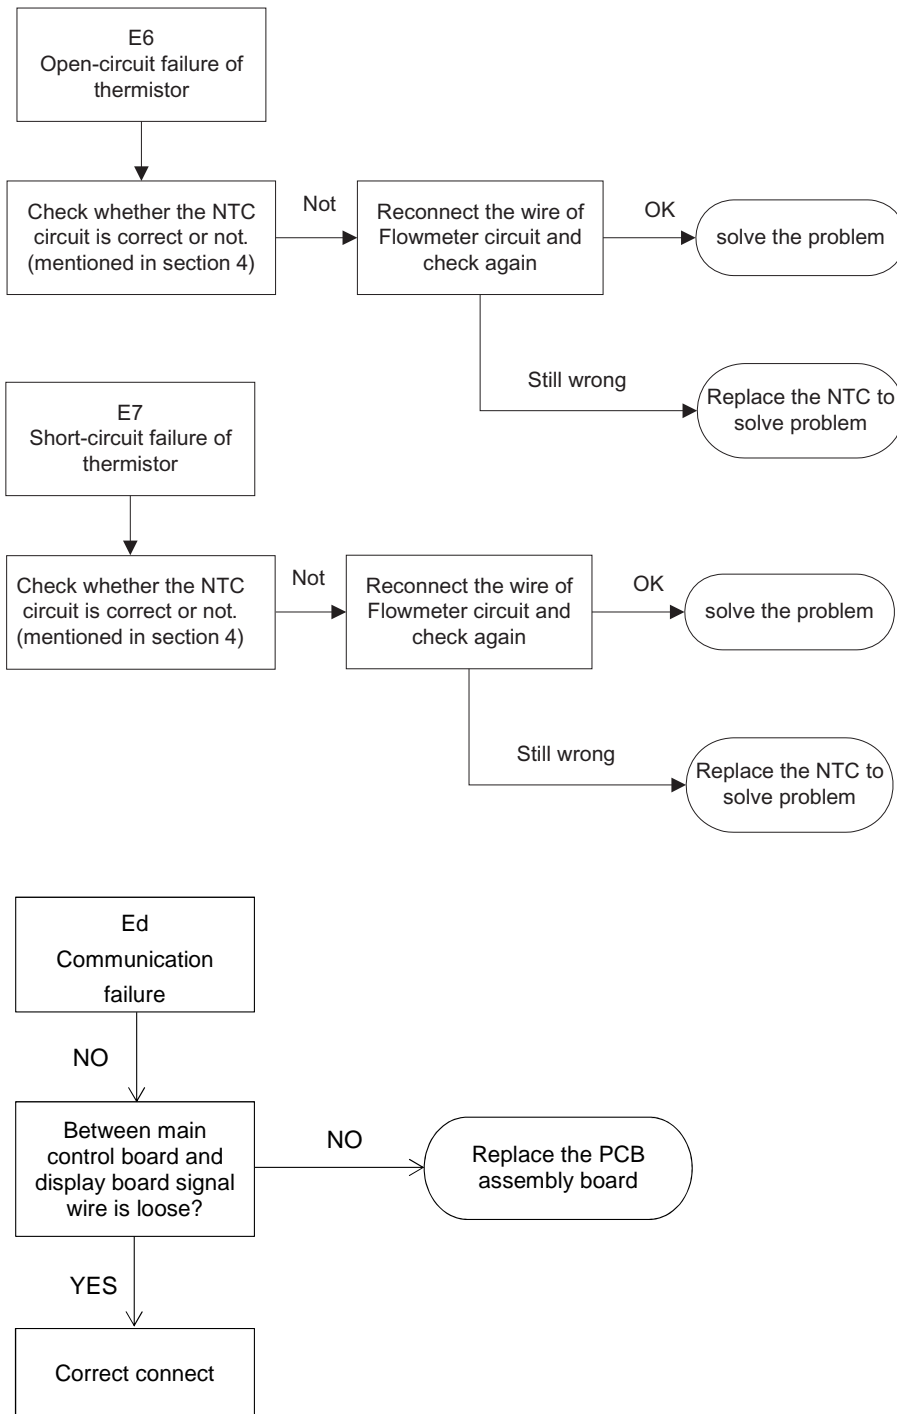 E6
Open-circuit failure of
thermistor
Check whether the NTC
circuit is correct or not.
(mentioned in section 4)
Not
Reconnect the wire of
Flowmeter circuit and
check again
OK
solve the problem
Still wrong
Replace the NTC to
solve problem
E7
Short-circuit failure of
thermistor
Check whether the NTC
circuit is correct or not.
(mentioned in section 4)
Not
Reconnect the wire of
Flowmeter circuit and
check again
OK
solve the problem
Still wrong
Replace the NTC to
solve problem
Ed
Communication
failure
NO
Between main
control board and
display board signal
wire is loose?
NO
Replace the PCB
assembly board
YES
Correct connect